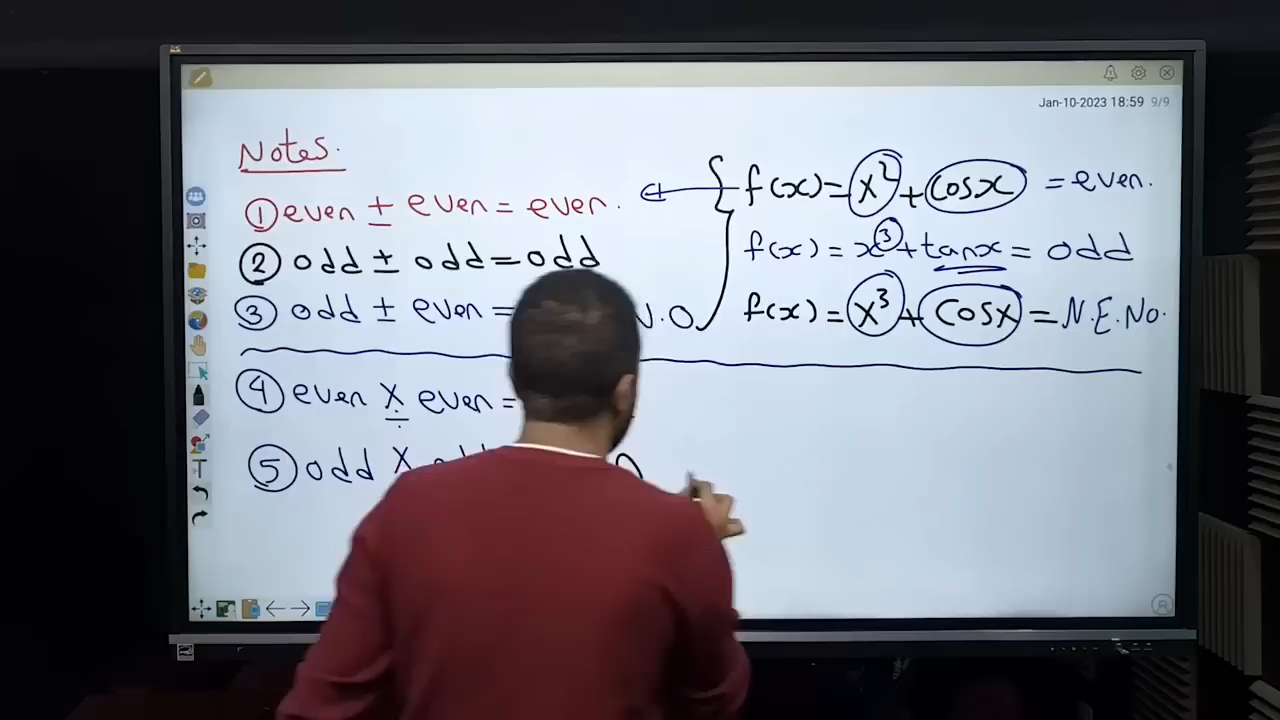 Jan-10-2023 18:59 9/9
Notes.
① even ± even = even.
② odd ± odd = odd
③ odd ± even =
④ even × ÷ even =
⑤ odd ×
f(x) = x² + cosx = even.
f(x) = x³ + tanx = odd
f(x) = x³ + cosx = N.E.No.